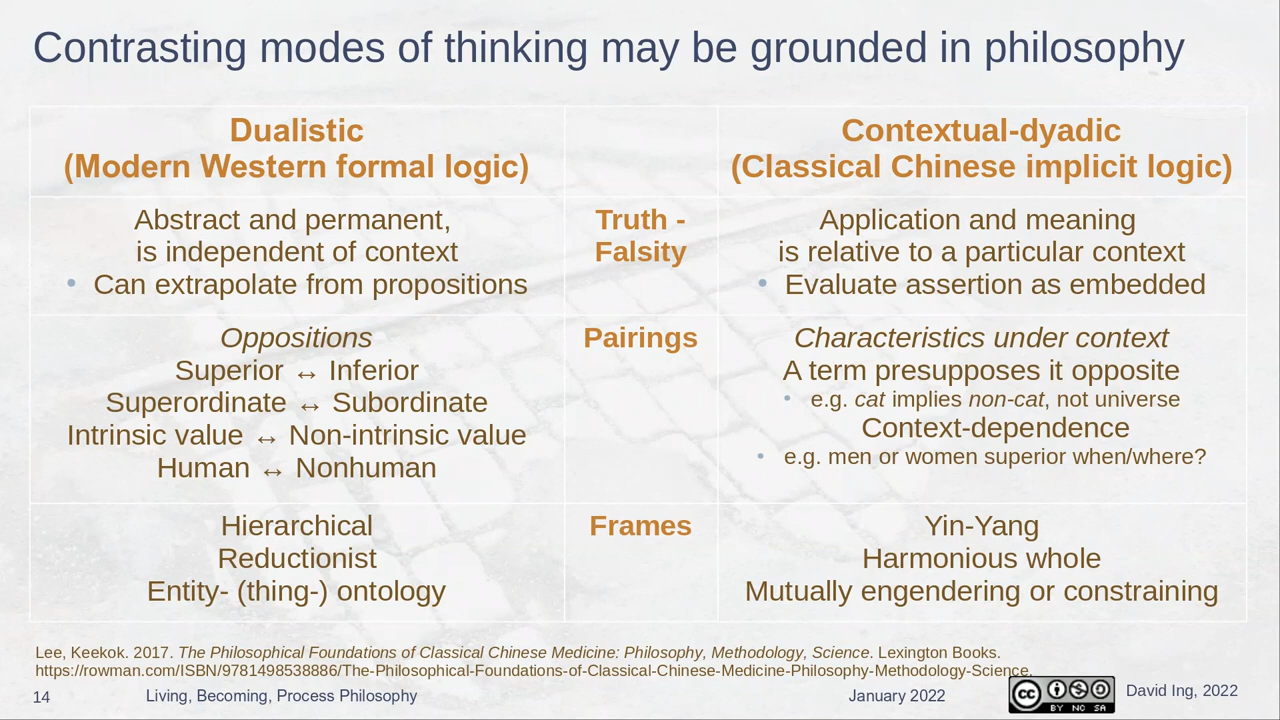 Contrasting modes of thinking may be grounded in philosophy
Dualistic
(Modern Western formal logic)
Contextual-dyadic
(Classical Chinese implicit logic)
Abstract and permanent,
is independent of context
• Can extrapolate from propositions
Truth -
Falsity
Application and meaning
is relative to a particular context
• Evaluate assertion as embedded
Oppositions
Superior ↔ Inferior
Superordinate ↔ Subordinate
Intrinsic value ↔ Non-intrinsic value
Human ↔ Nonhuman
Pairings
Characteristics under context
A term presupposes it opposite
• e.g. cat implies non-cat, not universe
Context-dependence
• e.g. men or women superior when/where?
Hierarchical
Reductionist
Entity- (thing-) ontology
Frames
Yin-Yang
Harmonious whole
Mutually engendering or constraining
Lee, Keekok. 2017. The Philosophical Foundations of Classical Chinese Medicine: Philosophy, Methodology, Science. Lexington Books.
https://rowman.com/ISBN/9781498538886/The-Philosophical-Foundations-of-Classical-Chinese-Medicine-Philosophy-Methodology-Science.
14
Living, Becoming, Process Philosophy
January 2022
cc
BY NC SA
David Ing, 2022